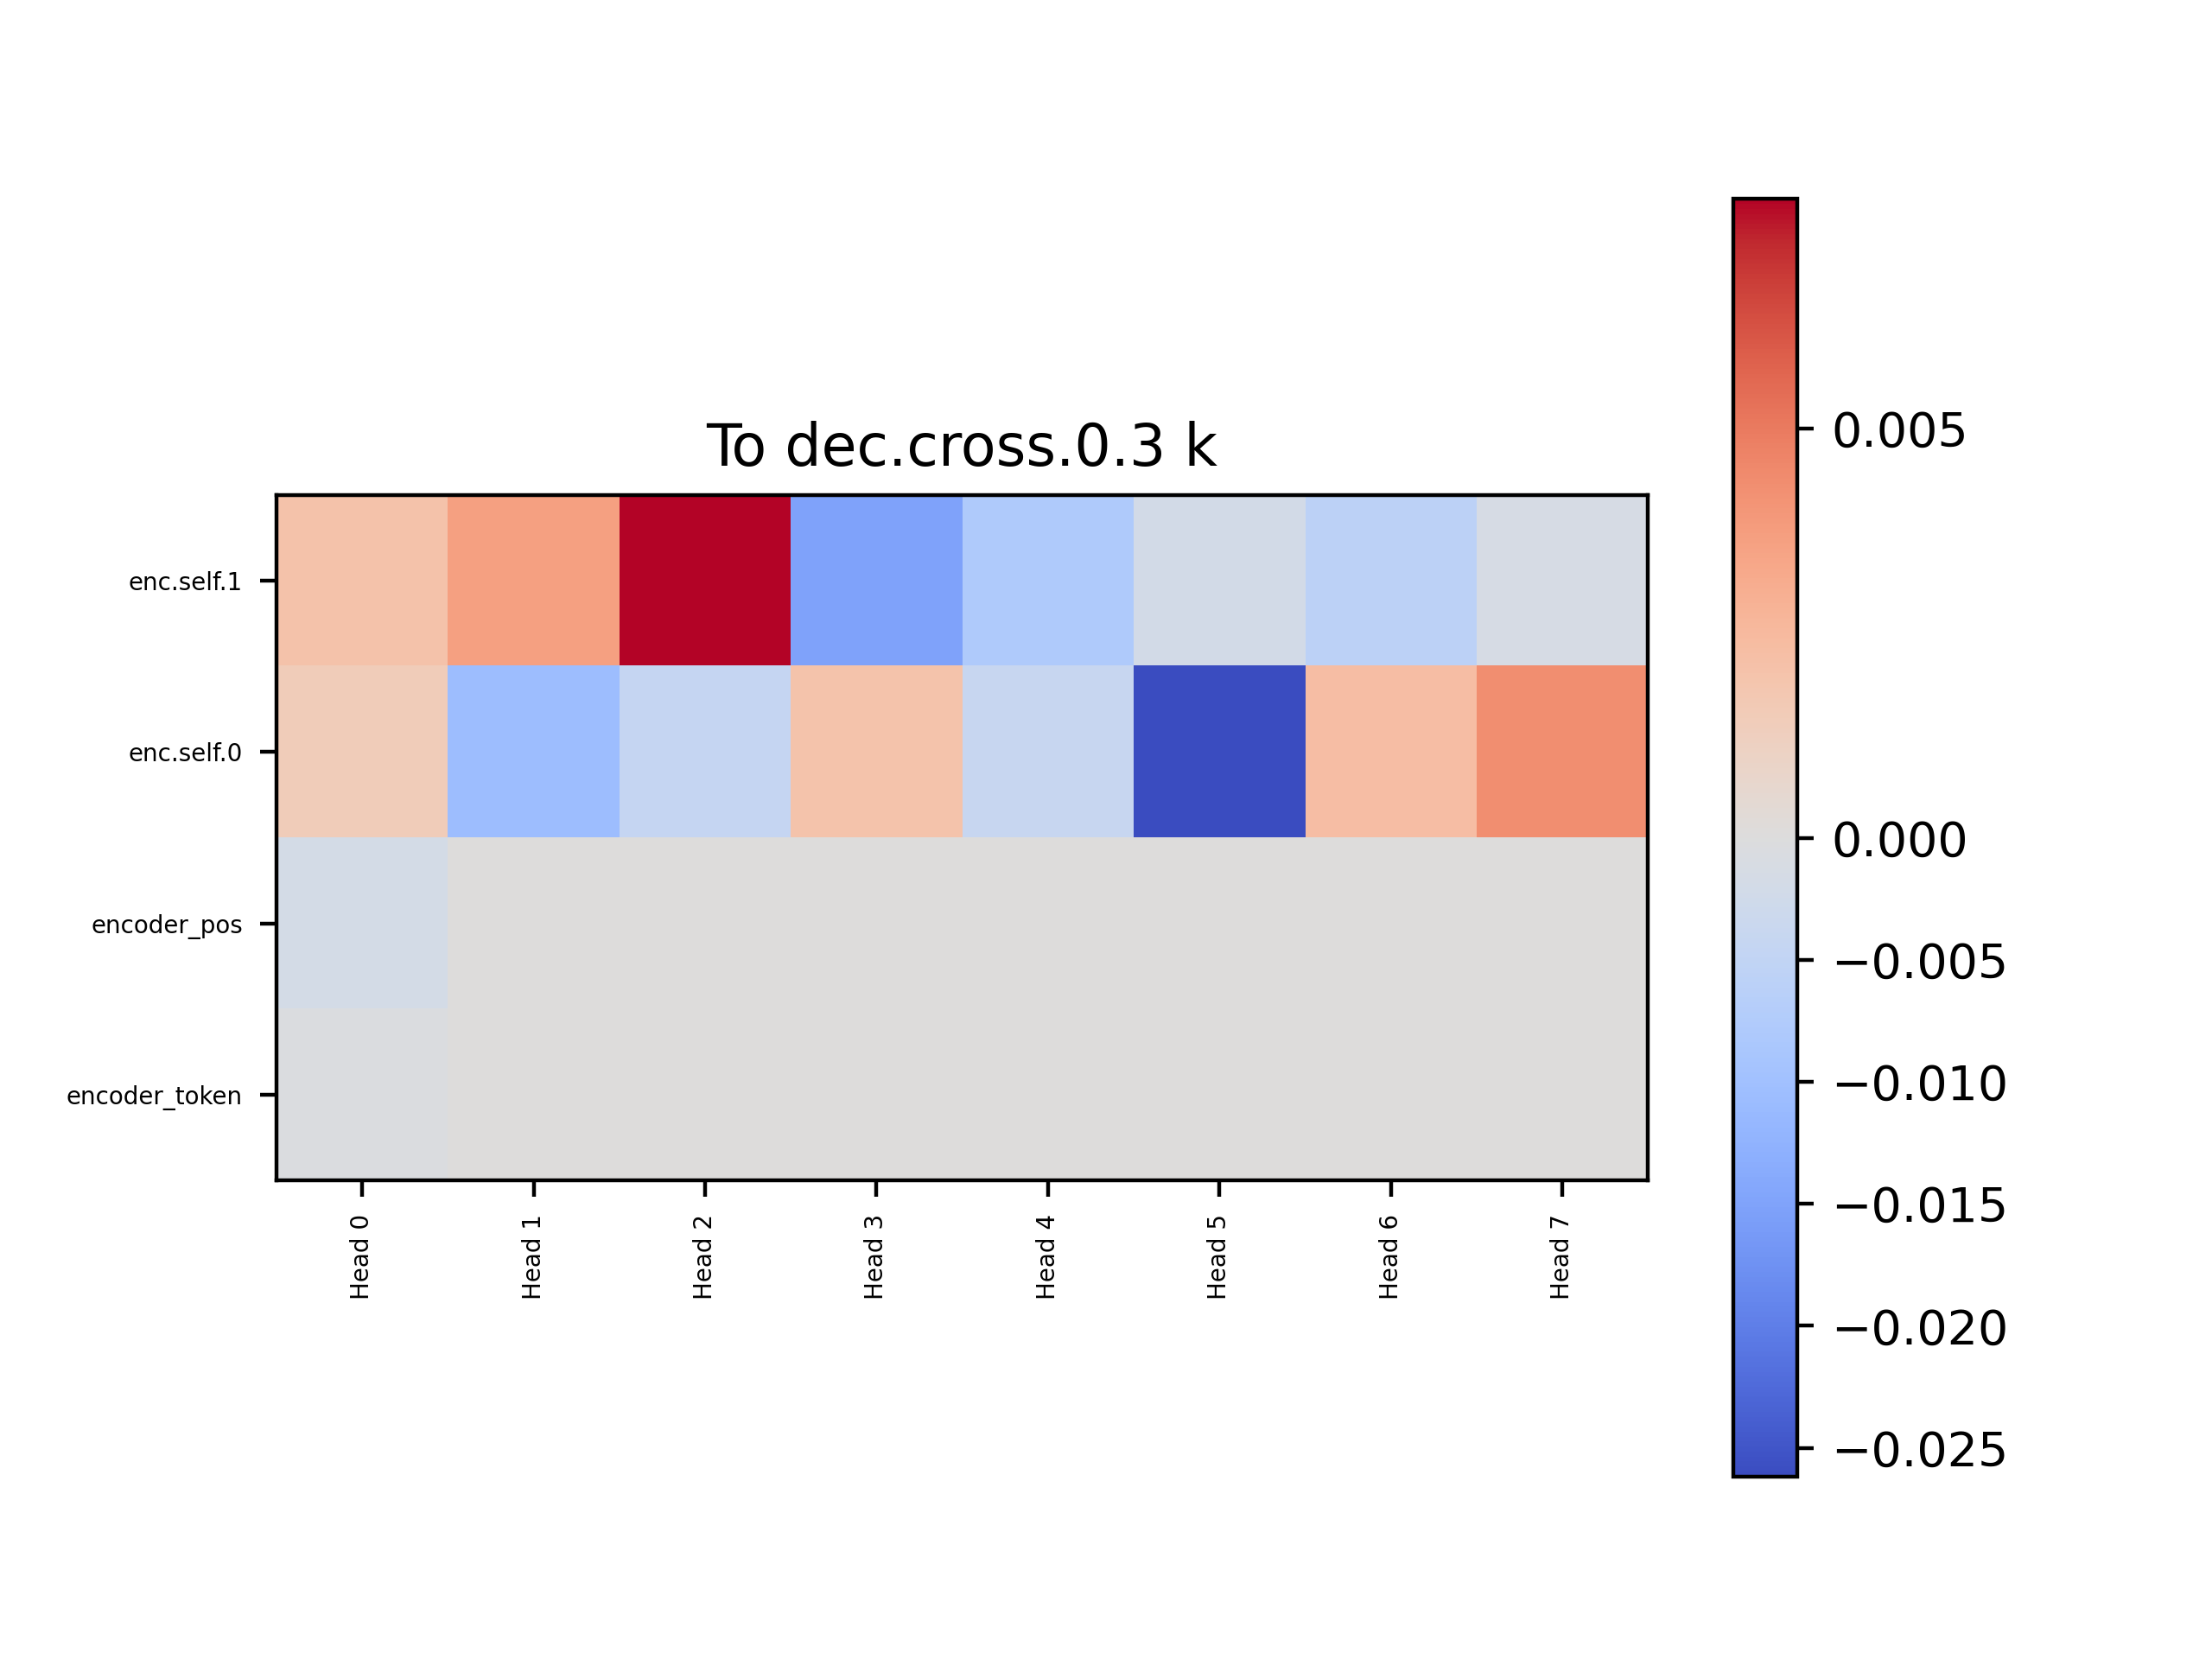 To dec.cross.0.3 k
enc.self.1
enc.self.0
encoder_pos
encoder_token
Head 0
Head 1
Head 2
Head 3
Head 4
Head 5
Head 6
Head 7
0.005
0.000
−0.005
−0.010
−0.015
−0.020
−0.025